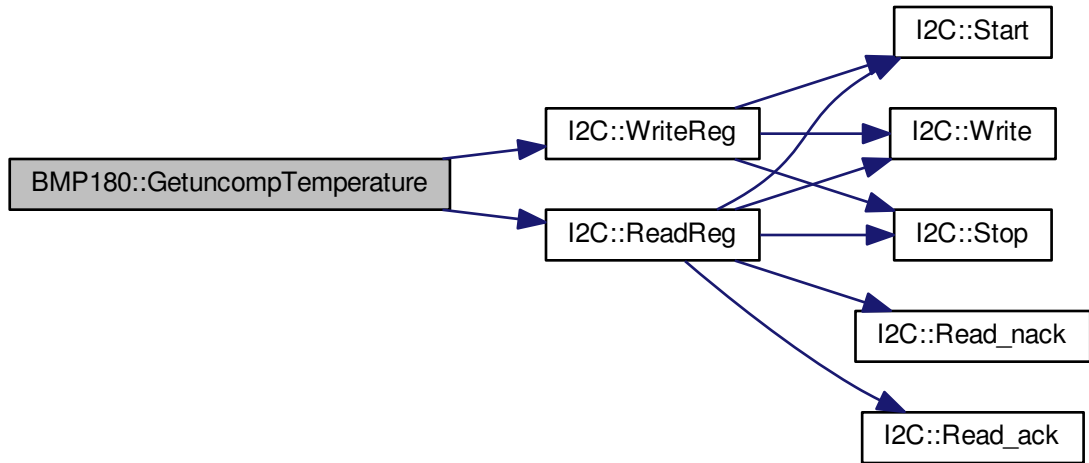 I2C::Start
I2C::WriteReg
I2C::Write
BMP180::GetuncompTemperature
I2C::ReadReg
I2C::Stop
I2C::Read_nack
I2C::Read_ack